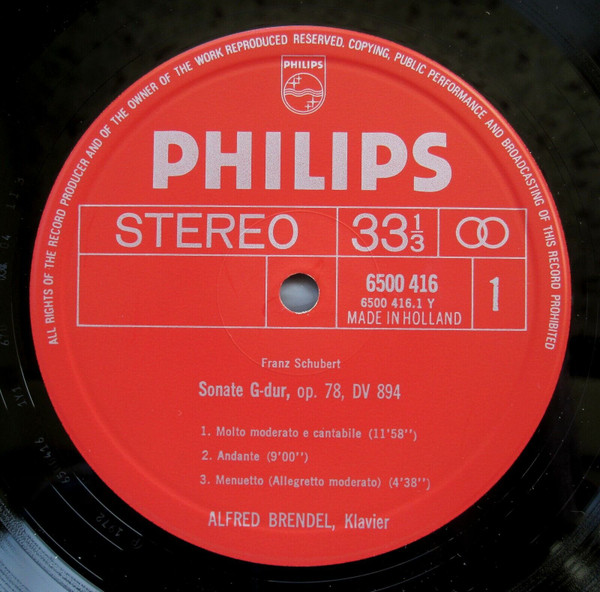 ALL RIGHTS OF THE RECORD PRODUCER AND OF THE OWNER OF THE WORK REPRODUCED RESERVED. COPYING, PUBLIC PERFORMANCE AND BROADCASTING OF THIS RECORD PROHIBITED
PHILIPS
PHILIPS
STEREO
33 1/3
6500 416
6500 416.1 Y
MADE IN HOLLAND
1
Franz Schubert
Sonate G-dur, op. 78, DV 894
1. Molto moderato e cantabile (11'58'')
2. Andante (9'00'')
3. Menuetto (Allegretto moderato) (4'38'')
ALFRED BRENDEL, Klavier